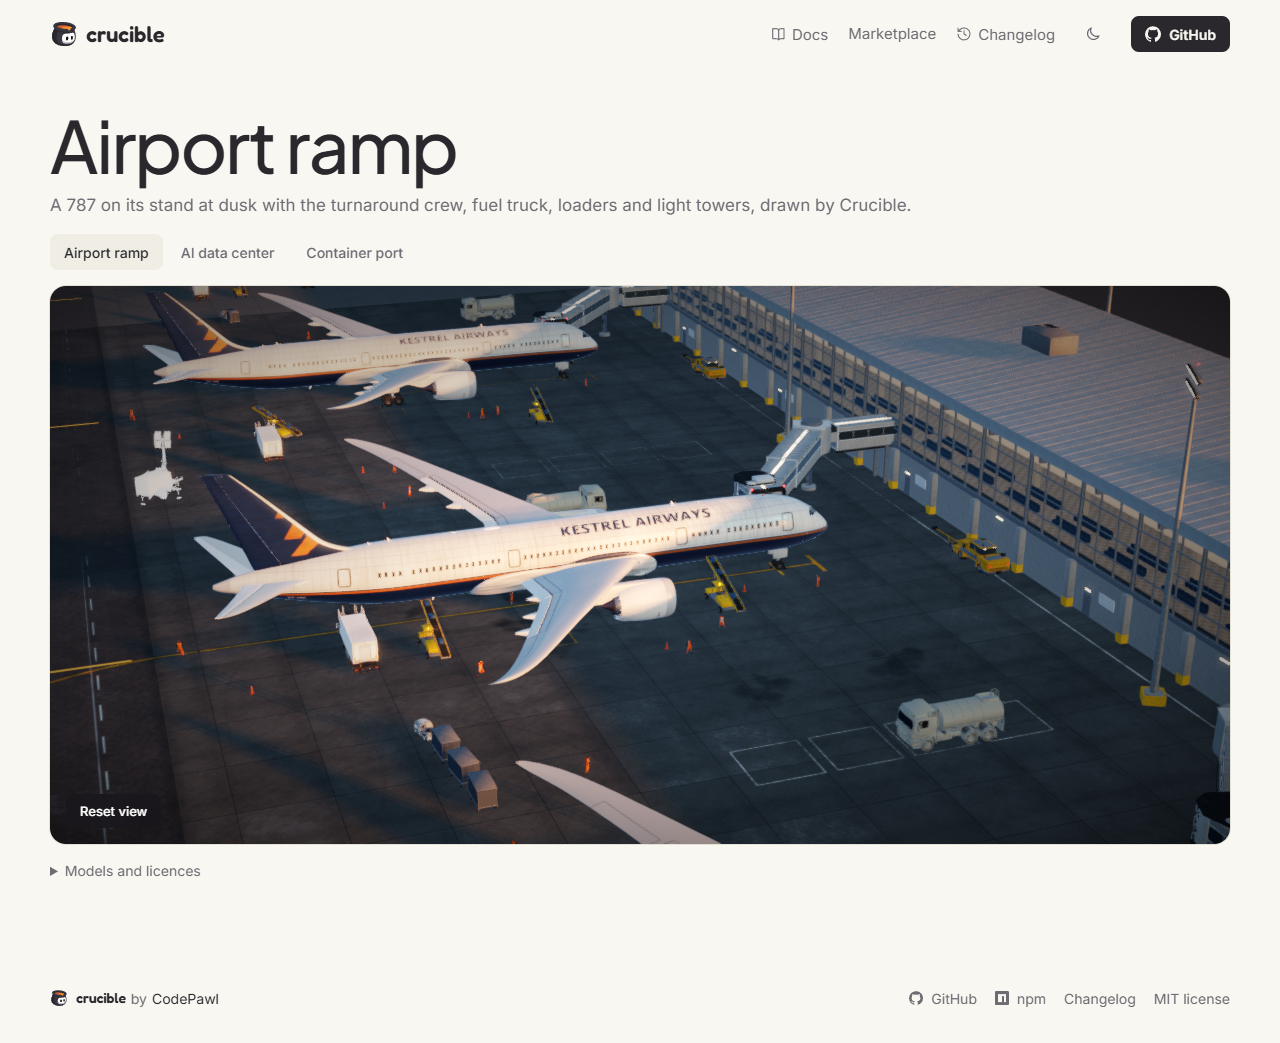 crucible
Docs
Marketplace
Changelog
GitHub
Airport ramp
A 787 on its stand at dusk with the turnaround crew, fuel truck, loaders and light towers, drawn by Crucible.
Airport ramp
AI data center
Container port
KESTREL AIRWAYS
KESTREL AIRWAYS
Reset view
Models and licences
crucible by CodePawl
GitHub
npm
Changelog
MIT license